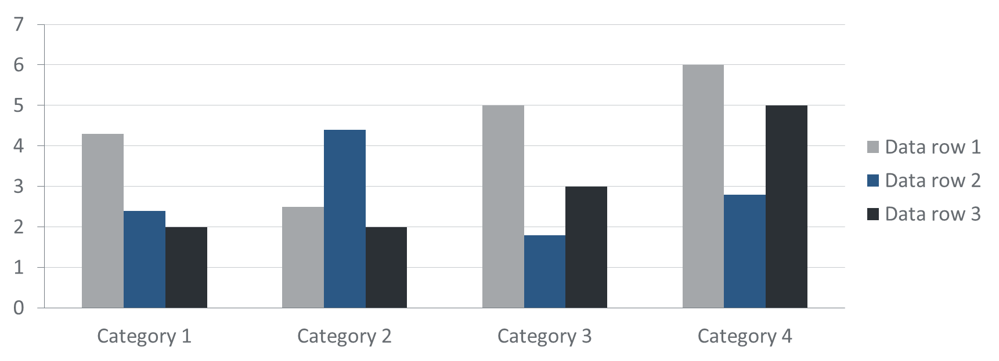 7
6
5
4
3
2
1
0
Category 1
Category 2
Category 3
Category 4
Data row 1
Data row 2
Data row 3